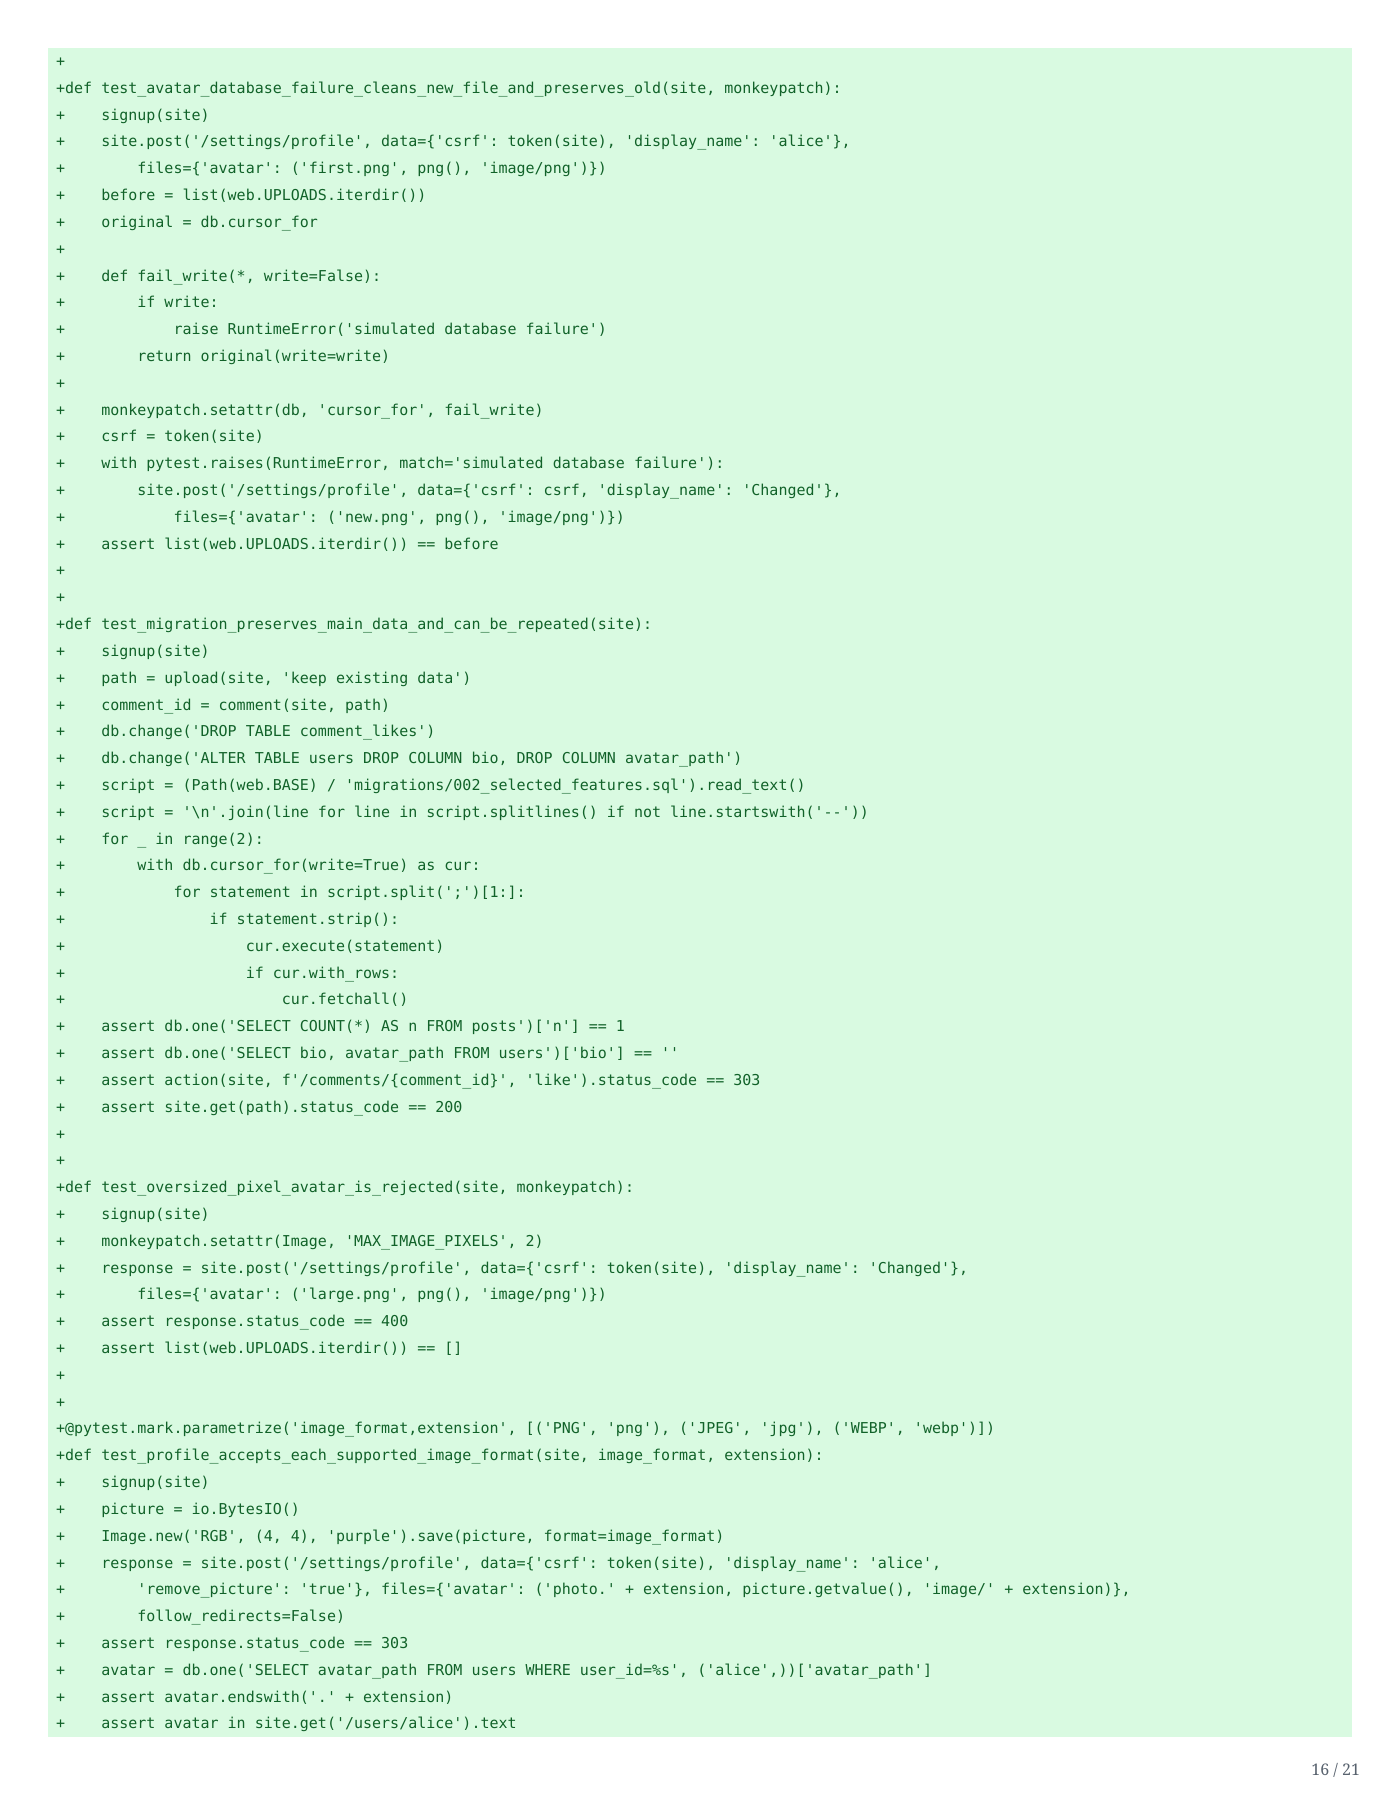 +
+def test_avatar_database_failure_cleans_new_file_and_preserves_old(site, monkeypatch):
+    signup(site)
+    site.post('/settings/profile', data={'csrf': token(site), 'display_name': 'alice'},
+        files={'avatar': ('first.png', png(), 'image/png')})
+    before = list(web.UPLOADS.iterdir())
+    original = db.cursor_for
+
+    def fail_write(*, write=False):
+        if write:
+            raise RuntimeError('simulated database failure')
+        return original(write=write)
+
+    monkeypatch.setattr(db, 'cursor_for', fail_write)
+    csrf = token(site)
+    with pytest.raises(RuntimeError, match='simulated database failure'):
+        site.post('/settings/profile', data={'csrf': csrf, 'display_name': 'Changed'},
+            files={'avatar': ('new.png', png(), 'image/png')})
+    assert list(web.UPLOADS.iterdir()) == before
+
+
+def test_migration_preserves_main_data_and_can_be_repeated(site):
+    signup(site)
+    path = upload(site, 'keep existing data')
+    comment_id = comment(site, path)
+    db.change('DROP TABLE comment_likes')
+    db.change('ALTER TABLE users DROP COLUMN bio, DROP COLUMN avatar_path')
+    script = (Path(web.BASE) / 'migrations/002_selected_features.sql').read_text()
+    script = '\n'.join(line for line in script.splitlines() if not line.startswith('--'))
+    for _ in range(2):
+        with db.cursor_for(write=True) as cur:
+            for statement in script.split(';')[1:]:
+                if statement.strip():
+                    cur.execute(statement)
+                    if cur.with_rows:
+                        cur.fetchall()
+    assert db.one('SELECT COUNT(*) AS n FROM posts')['n'] == 1
+    assert db.one('SELECT bio, avatar_path FROM users')['bio'] == ''
+    assert action(site, f'/comments/{comment_id}', 'like').status_code == 303
+    assert site.get(path).status_code == 200
+
+
+def test_oversized_pixel_avatar_is_rejected(site, monkeypatch):
+    signup(site)
+    monkeypatch.setattr(Image, 'MAX_IMAGE_PIXELS', 2)
+    response = site.post('/settings/profile', data={'csrf': token(site), 'display_name': 'Changed'},
+        files={'avatar': ('large.png', png(), 'image/png')})
+    assert response.status_code == 400
+    assert list(web.UPLOADS.iterdir()) == []
+
+
+@pytest.mark.parametrize('image_format,extension', [('PNG', 'png'), ('JPEG', 'jpg'), ('WEBP', 'webp')])
+def test_profile_accepts_each_supported_image_format(site, image_format, extension):
+    signup(site)
+    picture = io.BytesIO()
+    Image.new('RGB', (4, 4), 'purple').save(picture, format=image_format)
+    response = site.post('/settings/profile', data={'csrf': token(site), 'display_name': 'alice',
+        'remove_picture': 'true'}, files={'avatar': ('photo.' + extension, picture.getvalue(), 'image/' + extension)},
+        follow_redirects=False)
+    assert response.status_code == 303
+    avatar = db.one('SELECT avatar_path FROM users WHERE user_id=%s', ('alice',))['avatar_path']
+    assert avatar.endswith('.' + extension)
+    assert avatar in site.get('/users/alice').text
16 / 21